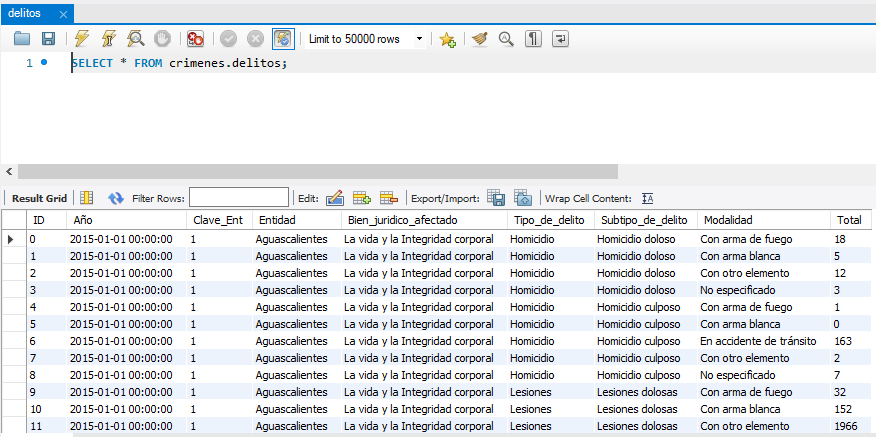 delitos
Limit to 50000 rows
1 SELECT * FROM crimenes.delitos;
Result Grid Filter Rows: Edit: Export/Import: Wrap Cell Content: IA
ID Año Clave_Ent Entidad Bien_juridico_afectado Tipo_de_delito Subtipo_de_delito Modalidad Total
0 2015-01-01 00:00:00 1 Aguascalientes La vida y la Integridad corporal Homicidio Homicidio doloso Con arma de fuego 18
1 2015-01-01 00:00:00 1 Aguascalientes La vida y la Integridad corporal Homicidio Homicidio doloso Con arma blanca 5
2 2015-01-01 00:00:00 1 Aguascalientes La vida y la Integridad corporal Homicidio Homicidio doloso Con otro elemento 12
3 2015-01-01 00:00:00 1 Aguascalientes La vida y la Integridad corporal Homicidio Homicidio doloso No especificado 3
4 2015-01-01 00:00:00 1 Aguascalientes La vida y la Integridad corporal Homicidio Homicidio culposo Con arma de fuego 1
5 2015-01-01 00:00:00 1 Aguascalientes La vida y la Integridad corporal Homicidio Homicidio culposo Con arma blanca 0
6 2015-01-01 00:00:00 1 Aguascalientes La vida y la Integridad corporal Homicidio Homicidio culposo En accidente de tránsito 163
7 2015-01-01 00:00:00 1 Aguascalientes La vida y la Integridad corporal Homicidio Homicidio culposo Con otro elemento 2
8 2015-01-01 00:00:00 1 Aguascalientes La vida y la Integridad corporal Homicidio Homicidio culposo No especificado 7
9 2015-01-01 00:00:00 1 Aguascalientes La vida y la Integridad corporal Lesiones Lesiones dolosas Con arma de fuego 32
10 2015-01-01 00:00:00 1 Aguascalientes La vida y la Integridad corporal Lesiones Lesiones dolosas Con arma blanca 152
11 2015-01-01 00:00:00 1 Aguascalientes La vida y la Integridad corporal Lesiones Lesiones dolosas Con otro elemento 1966